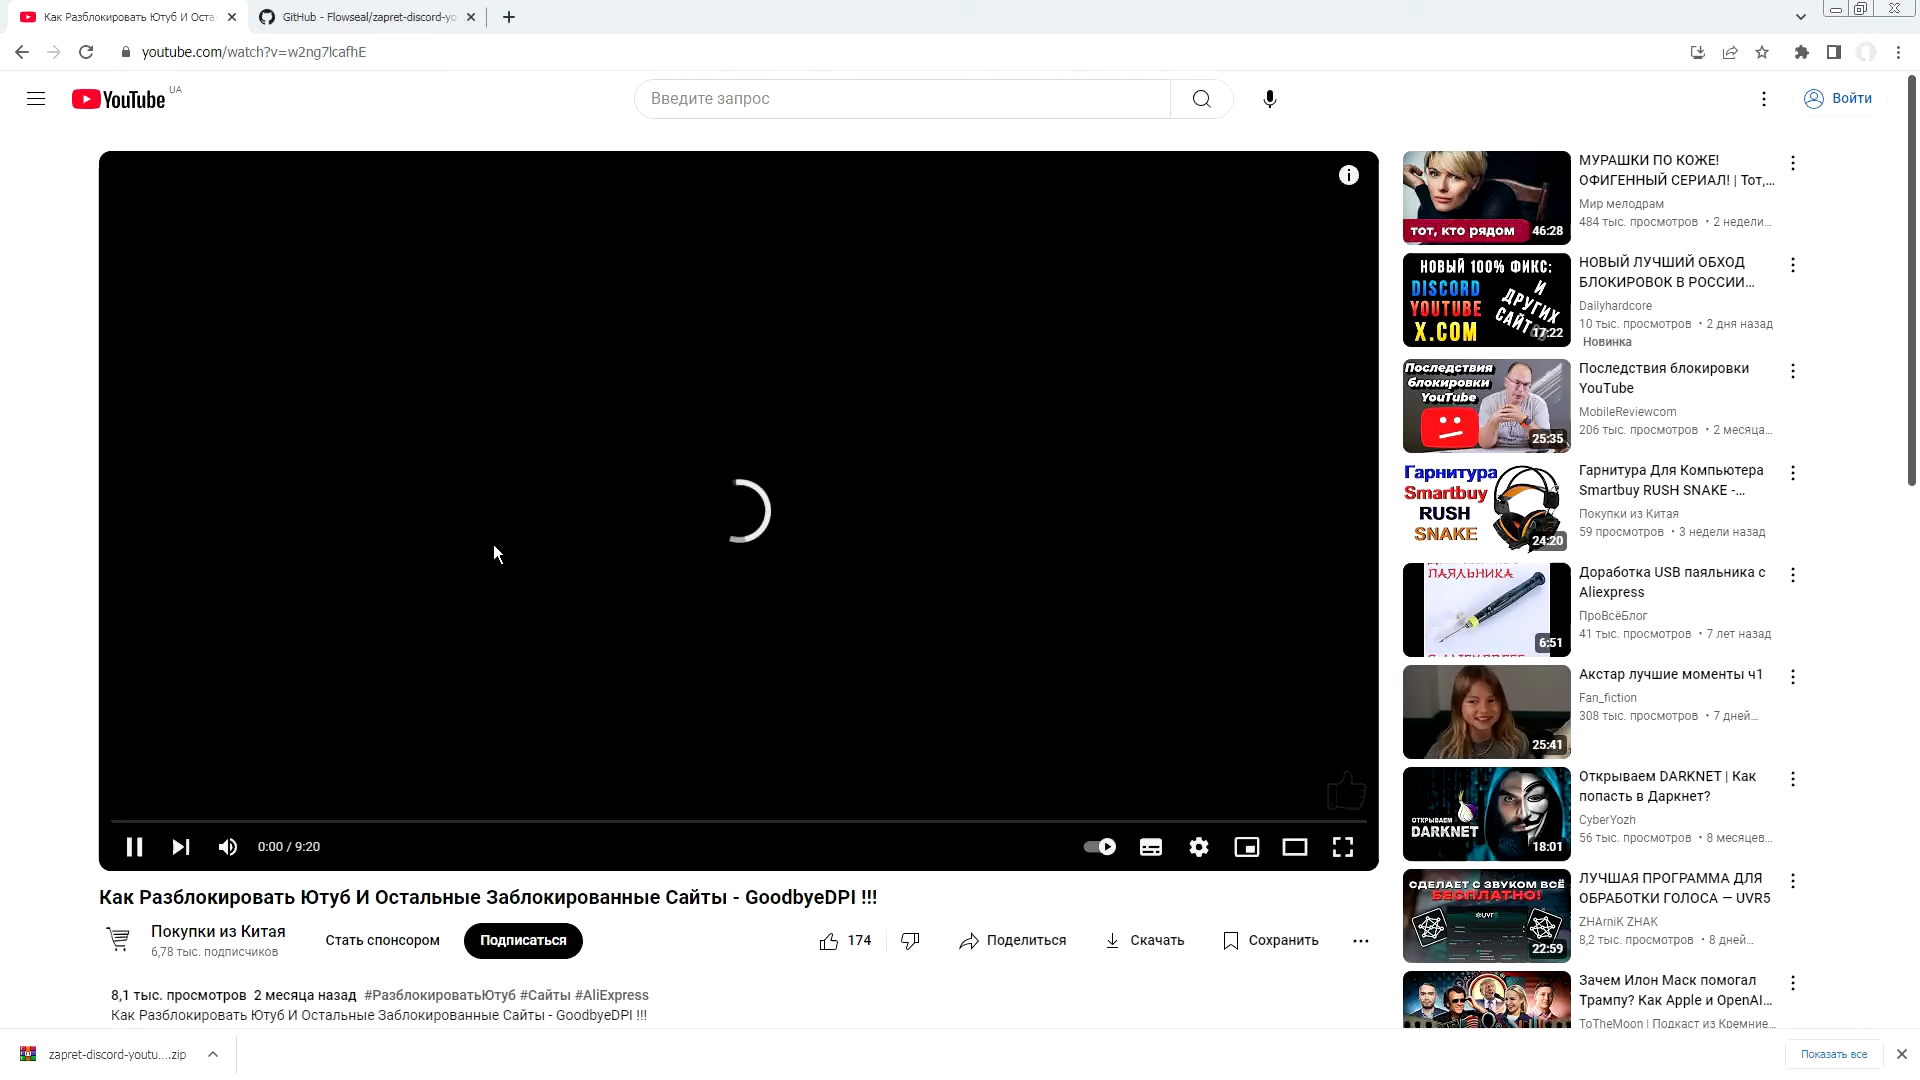 Как Разблокировать Ютуб И Оста
GitHub - Flowseal/zapret-discord-yo
youtube.com/watch?v=w2ng7lcafhE
YouTube UA
Введите запрос
Войти
0:00 / 9:20
Как Разблокировать Ютуб И Остальные Заблокированные Сайты - GoodbyeDPI !!!
Покупки из Китая
6,78 тыс. подписчиков
Стать спонсором
Подписаться
174
Поделиться
Скачать
Сохранить
8,1 тыс. просмотров 2 месяца назад #РазблокироватьЮтуб #Сайты #AliExpress
Как Разблокировать Ютуб И Остальные Заблокированные Сайты - GoodbyeDPI !!!
тот, кто рядом
46:28
МУРАШКИ ПО КОЖЕ!
ОФИГЕННЫЙ СЕРИАЛ! | Тот,...
Мир мелодрам
484 тыс. просмотров • 2 недели...
НОВЫЙ 100% ФИКС:
DISCORD
YOUTUBE
X.COM
И
ДРУГИХ
17:22
НОВЫЙ ЛУЧШИЙ ОБХОД
БЛОКИРОВОК В РОССИИ...
Dailyhardcore
10 тыс. просмотров • 2 дня назад
Новинка
Последствия
блокировки
YouTube
25:35
Последствия блокировки
YouTube
MobileReviewcom
206 тыс. просмотров • 2 месяца...
Гарнитура
Smartbuy
RUSH
SNAKE
24:20
Гарнитура Для Компьютера
Smartbuy RUSH SNAKE -...
Покупки из Китая
59 просмотров • 3 недели назад
ПАЯЛЬНИКА
6:51
Доработка USB паяльника с
Aliexpress
ПроВсёБлог
41 тыс. просмотров • 7 лет назад
25:41
Акстар лучшие моменты ч1
Fan_fiction
308 тыс. просмотров • 7 дней...
ОТКРЫВАЕМ
DARKNET
18:01
Открываем DARKNET | Как
попасть в Даркнет?
CyberYozh
56 тыс. просмотров • 8 месяцев...
СДЕЛАЕТ С ЗВУКОМ ВСЁ
БЕСПЛАТНО!
22:59
ЛУЧШАЯ ПРОГРАММА ДЛЯ
ОБРАБОТКИ ГОЛОСА — UVR5
ZHArniK ZHAK
8,2 тыс. просмотров • 8 дней...
Зачем Илон Маск помогал
Трампу? Как Apple и OpenAI...
ToTheMoon | Подкаст из Кремние...
zapret-discord-youtu....zip
Показать все